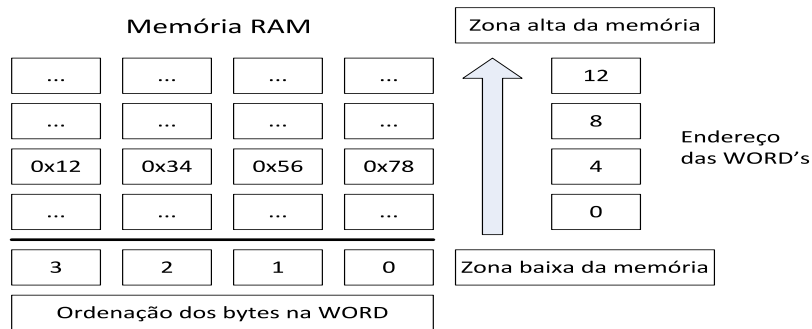 Memória RAM
Zona alta da memória
... ... ... ... 12
... ... ... ... 8
0x12 0x34 0x56 0x78 4
... ... ... ... 0
Endereço
das WORD's
3 2 1 0
Zona baixa da memória
Ordenação dos bytes na WORD